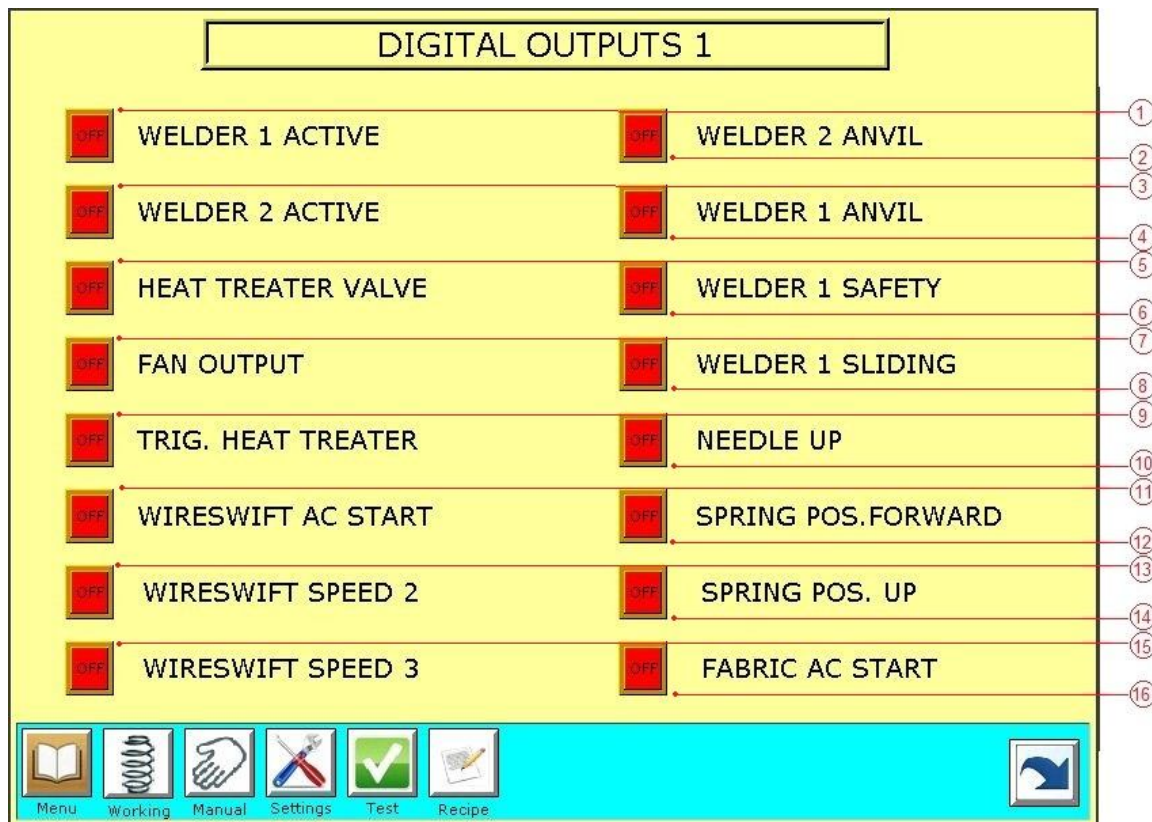 DIGITAL OUTPUTS 1
OFF WELDER 1 ACTIVE OFF WELDER 2 ANVIL 1
2
OFF WELDER 2 ACTIVE OFF WELDER 1 ANVIL 3
4
OFF HEAT TREATER VALVE OFF WELDER 1 SAFETY 5
6
OFF FAN OUTPUT OFF WELDER 1 SLIDING 7
8
OFF TRIG. HEAT TREATER OFF NEEDLE UP 9
10
OFF WIRESWIFT AC START OFF SPRING POS.FORWARD 11
12
OFF WIRESWIFT SPEED 2 OFF SPRING POS. UP 13
14
OFF WIRESWIFT SPEED 3 OFF FABRIC AC START 15
16
Menu Working Manual Settings Test Recipe